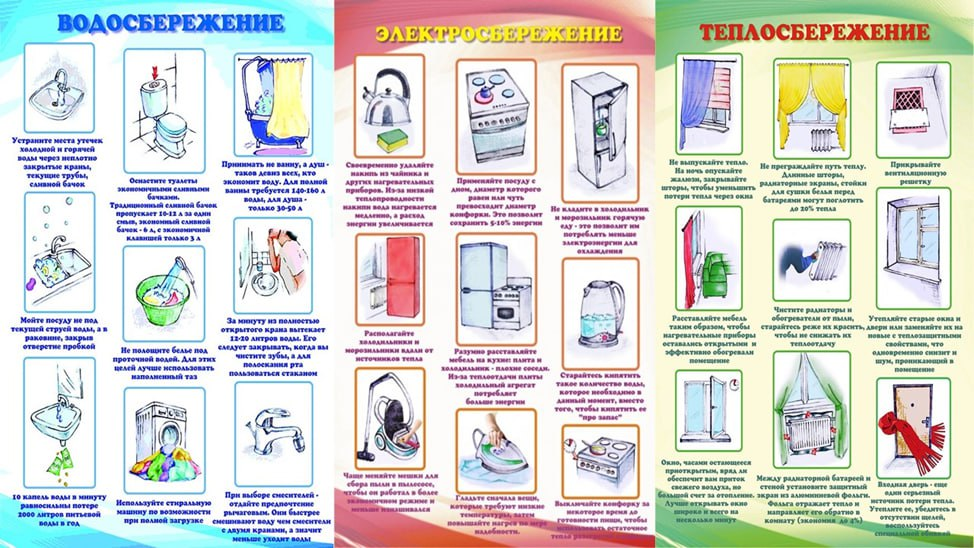 ВОДОСБЕРЕЖЕНИЕ
Устраните места утечек
холодной и горячей
воды через неплотно
закрытые краны,
текущие трубы,
сливной бачок
Оснастите туалеты
экономичными сливными
бачками.
Традиционный сливной бачок
пропускает 10-12 л за один
смыв, экономный сливной
бачок - 6 л, с экономичной
клавишей только 3 л
Принимать не ванну, а душ -
таков девиз всех, кто
экономит воду. Для полной
ванны требуется 140-160 л
воды, для душа -
только 30-50 л
Мойте посуду не под
текущей струей воды, а в
раковине, закрыв
отверстие пробкой
Не полощите белье под
проточной водой. Для этих
целей лучше использовать
наполненный таз
За минуту из полностью
открытого крана вытекает
12-20 литров воды. Его
следует закрывать, когда вы
чистите зубы, а для
полоскания рта
пользоваться стаканом
10 капель воды в минуту
равносильны потере
2000 литров питьевой
воды в год
Используйте стиральную
машину по возможности
при полной загрузке
При выборе смесителей -
отдайте предпочтение
рычаговым. Они быстрее
смешивают воду чем смесители
с двумя кранами, а значит
меньше уходит воды
ЭЛЕКТРОСБЕРЕЖЕНИЕ
Своевременно удаляйте
накипь из чайника и
других нагревательных
приборов. Из-за низкой
теплопроводности
накипи вода нагревается
медленно, а расход
энергии увеличивается
Применяйте посуду с
дном, диаметр которого
равен или чуть
превосходит диаметр
конфорки. Это позволит
сохранить 5-10% энергии
Не кладите в холодильник
и морозильник горячую
еду - это позволит им
потреблять меньше
электроэнергии для
охлаждения
Располагайте
холодильники и
морозильники вдали от
источников тепла
Разумно расставляйте
мебель на кухне: плита и
холодильник - плохие соседи.
Из-за теплоотдачи плиты
холодильный агрегат
потребляет
больше энергии
Старайтесь кипятить
такое количество воды,
которое необходимо в
данный момент, вместо
того, чтобы кипятить ее
"про запас"
Чаще меняйте мешки для
сбора пыли в пылесосе,
чтобы он работал в более
экономичном режиме и
меньше изнашивался
Гладьте сначала вещи,
которые требуют низкие
температуры, затем
повышайте нагрев по мере
надобности.
Выключайте конфорку за
некоторое время до
готовности пищи, чтобы
использовать остаточное
тепло
ТЕПЛОСБЕРЕЖЕНИЕ
Не выпускайте тепло.
На ночь опускайте
жалюзи, закрывайте
шторы, чтобы уменьшить
потери тепла через окна
Не преграждайте путь теплу.
Длинные шторы,
радиаторные экраны, стойки
для сушки белья перед
батареями могут поглотить
до 20% тепла
Прикрывать
вентиляционную
решетку
Расставляйте мебель
таким образом, чтобы
нагревательные приборы
оставались открытыми и
эффективно обогревали
помещение
Чистите радиаторы и
обогреватели от пыли,
старайтесь реже их красить,
чтобы не снижать их
теплоотдачу
Утепляйте старые окна и
двери или заменяйте их на
новые с теплозащитными
свойствами, что
одновременно снизит и
шум, проникающий в
помещение
Окно, часами остающееся
приоткрытым, вряд ли
обеспечит вам приток
свежего воздуха, но
большой счет за отопление.
Лучше открывать окно
широко и всего на
несколько минут
Между радиаторной батареей и
стеной установите защитный
экран из алюминиевой фольги.
Фольга отражает тепло и
направляет его обратно в
комнату (экономия до 4%)
Входная дверь - еще
один серьезный
источник потери тепла.
Утеплите ее, убедитесь в
отсутствии щелей,
воспользуйтесь
специальной обивкой